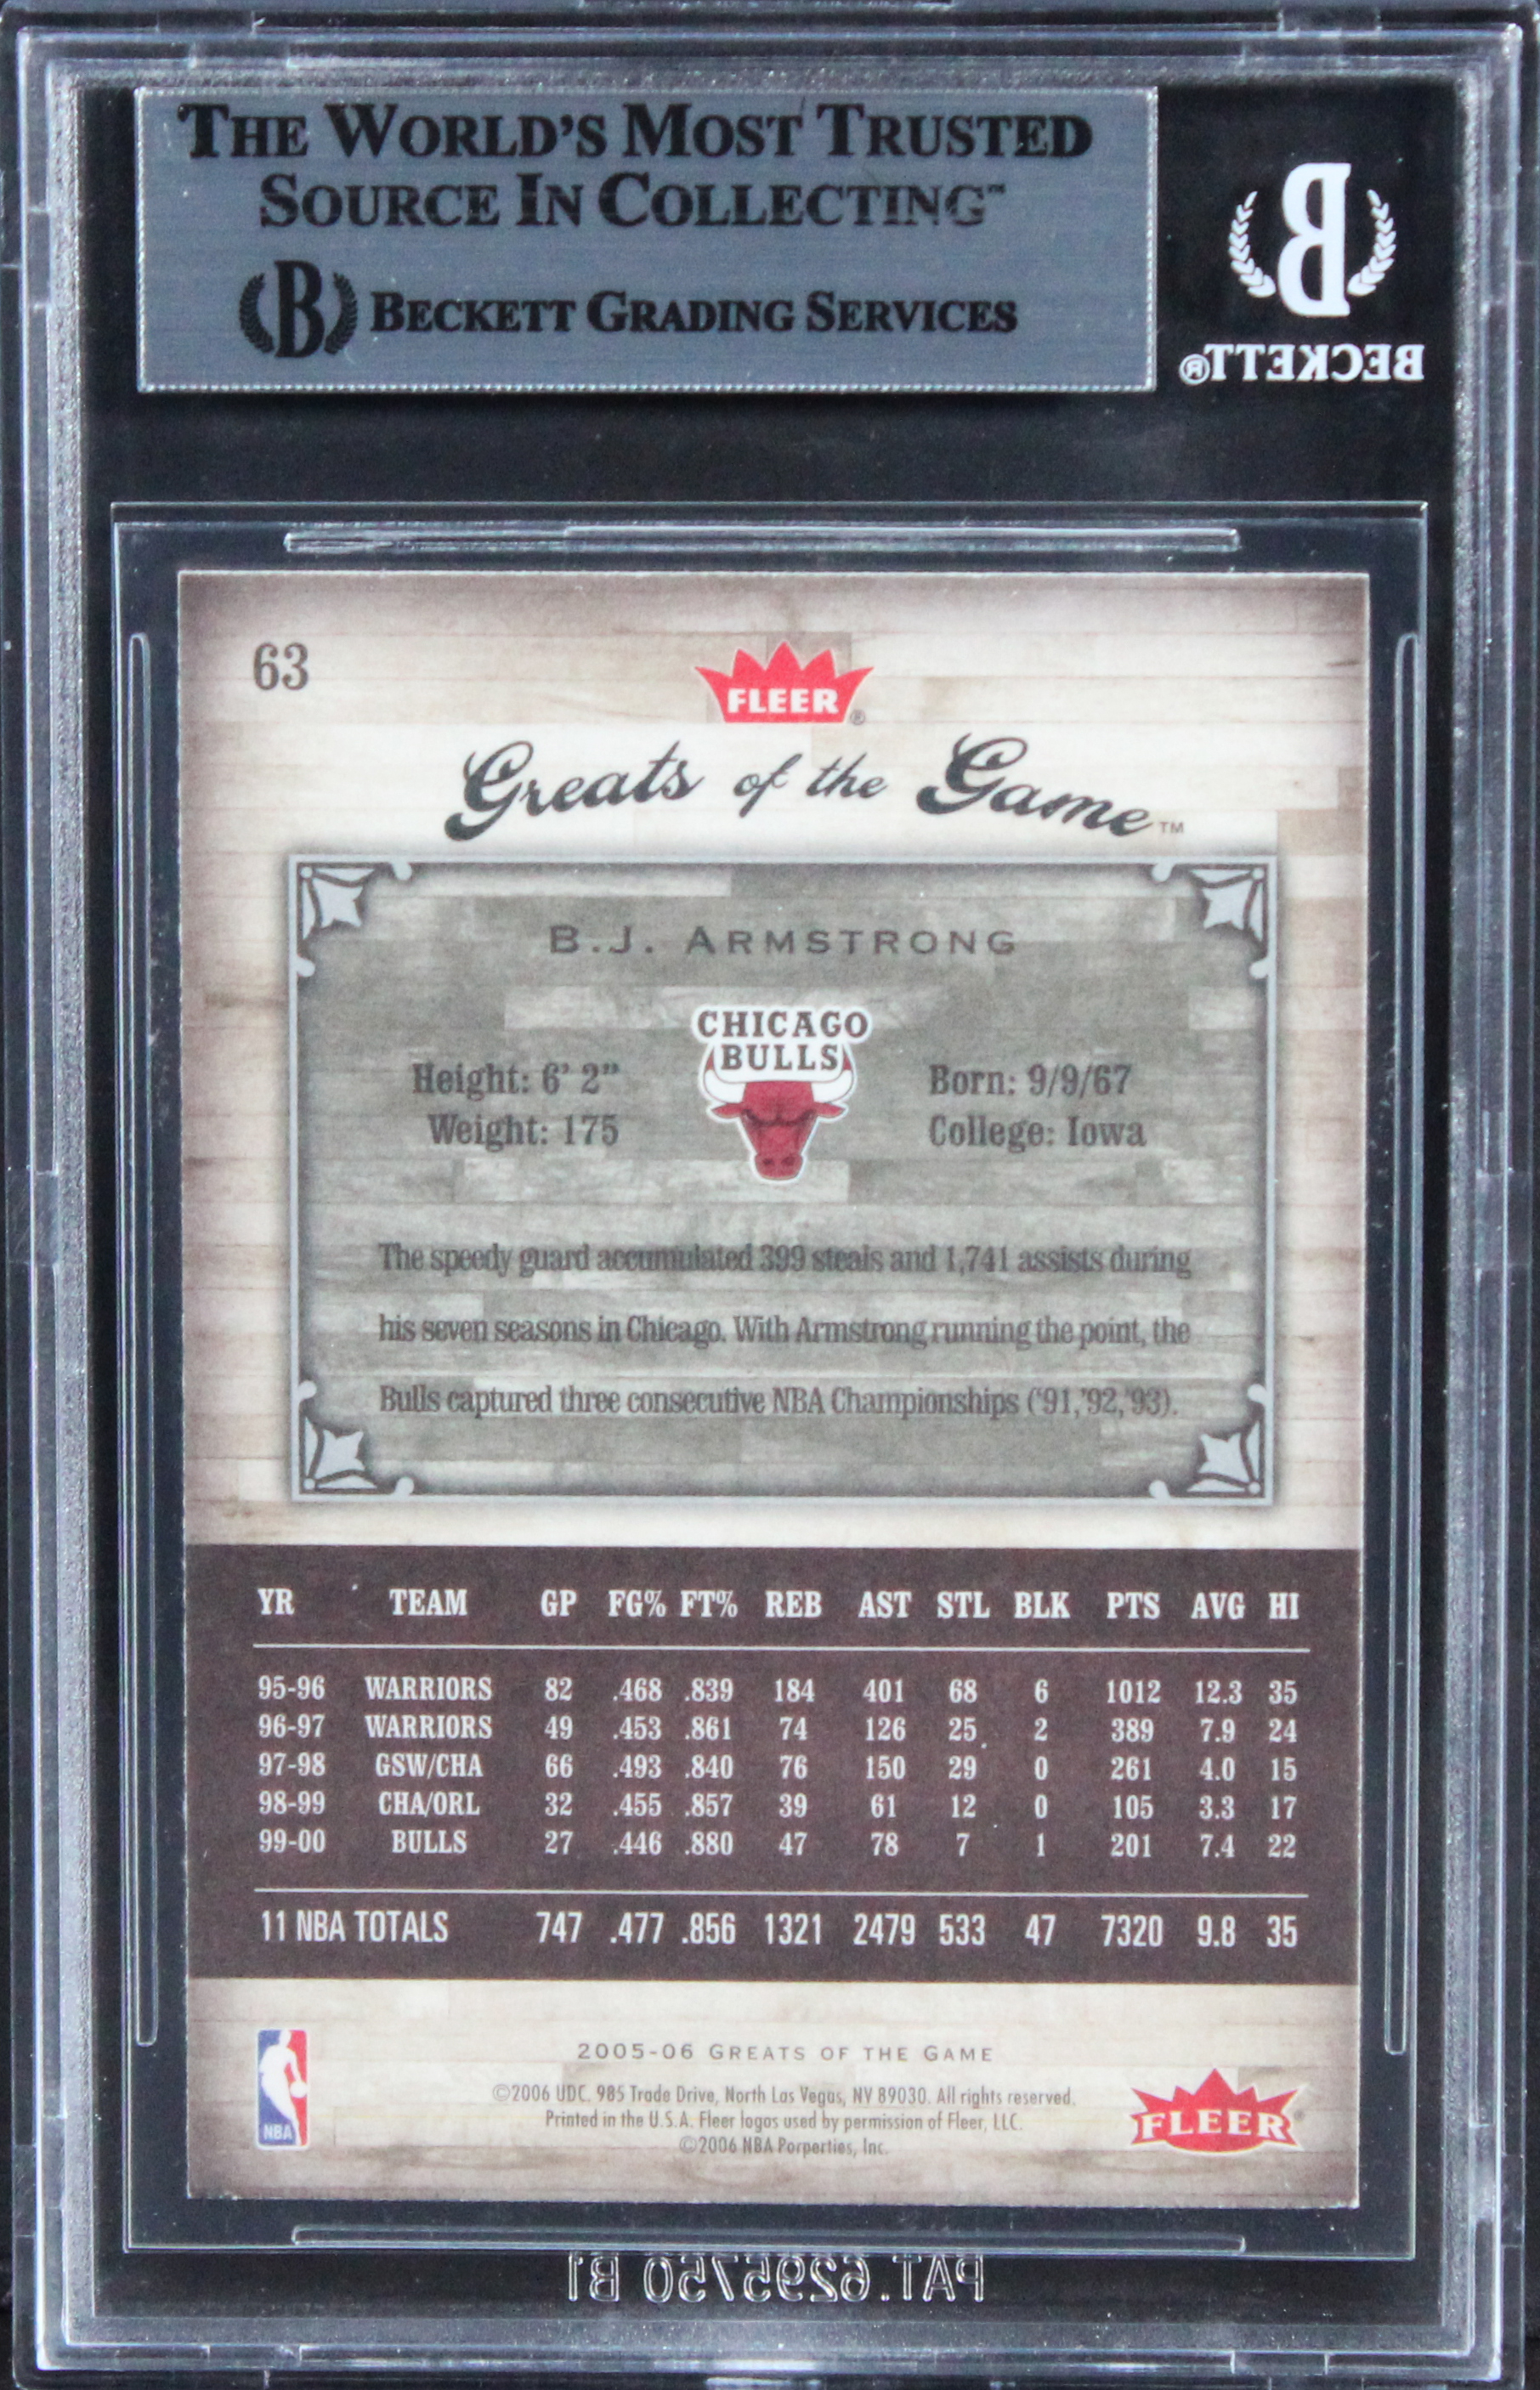 THE WORLD'S MOST TRUSTED
SOURCE IN COLLECTING™
B BECKETT GRADING SERVICES
B
BECKETT®
63
FLEER®
Greats of the Game™
B.J. ARMSTRONG
CHICAGO
BULLS
Height: 6' 2"
Weight: 175
Born: 9/9/67
College: Iowa
The speedy guard accumulated 399 steals and 1,741 assists during
his seven seasons in Chicago. With Armstrong running the point, the
Bulls captured three consecutive NBA Championships ('91,'92,'93).
YR TEAM GP FG% FT% REB AST STL BLK PTS AVG HI
95-96 WARRIORS 82 .468 .839 184 401 68 6 1012 12.3 35
96-97 WARRIORS 49 .453 .861 74 126 25 2 389 7.9 24
97-98 GSW/CHA 66 .493 .840 76 150 29 0 261 4.0 15
98-99 CHA/ORL 32 .455 .857 39 61 12 0 105 3.3 17
99-00 BULLS 27 .446 .880 47 78 7 1 201 7.4 22
11 NBA TOTALS 747 .477 .856 1321 2479 533 47 7320 9.8 35
NBA
2005-06 GREATS OF THE GAME
©2006 UDC. 985 Trade Drive, North Las Vegas, NV 89030. All rights reserved.
Printed in the U.S.A. Fleer logos used by permission of Fleer, LLC.
©2006 NBA Porperties, Inc.
FLEER
PAT. 6295750 B1